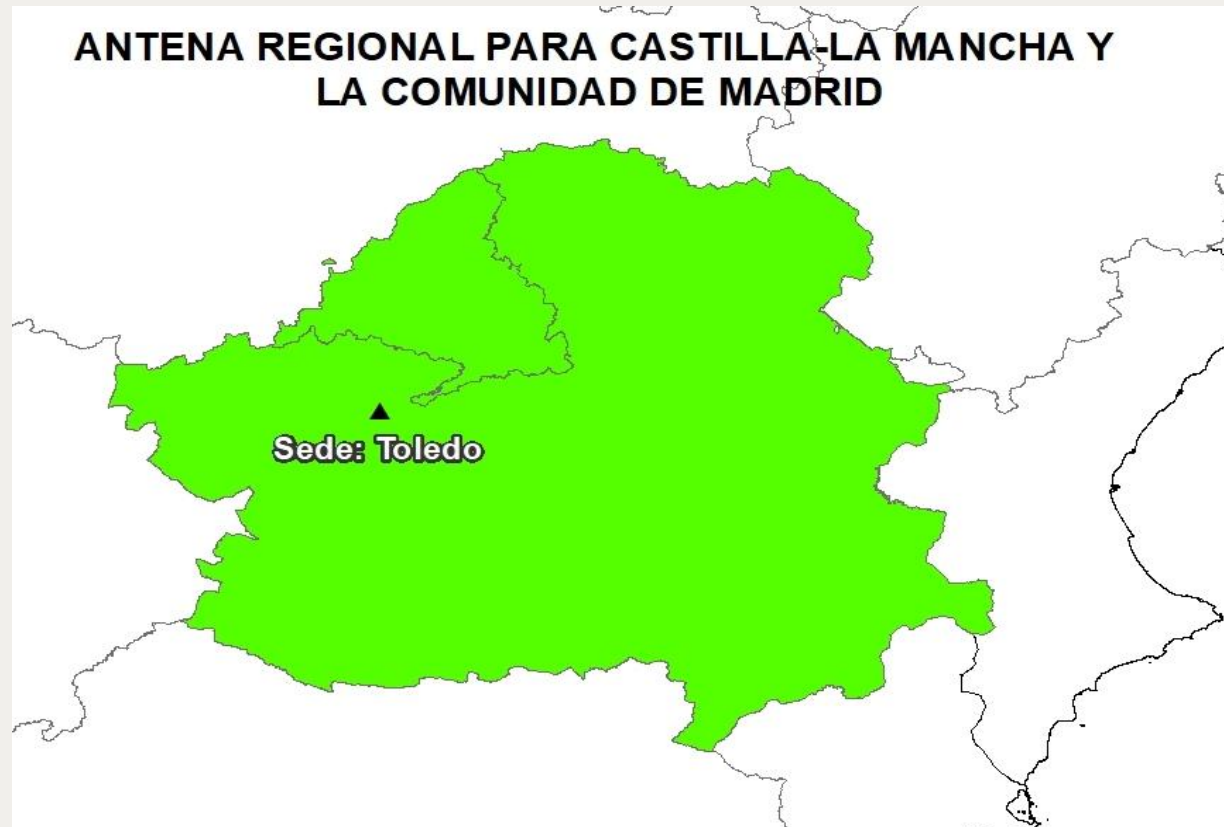 ANTENA REGIONAL PARA CASTILLA-LA MANCHA Y
LA COMUNIDAD DE MADRID
Sede: Toledo